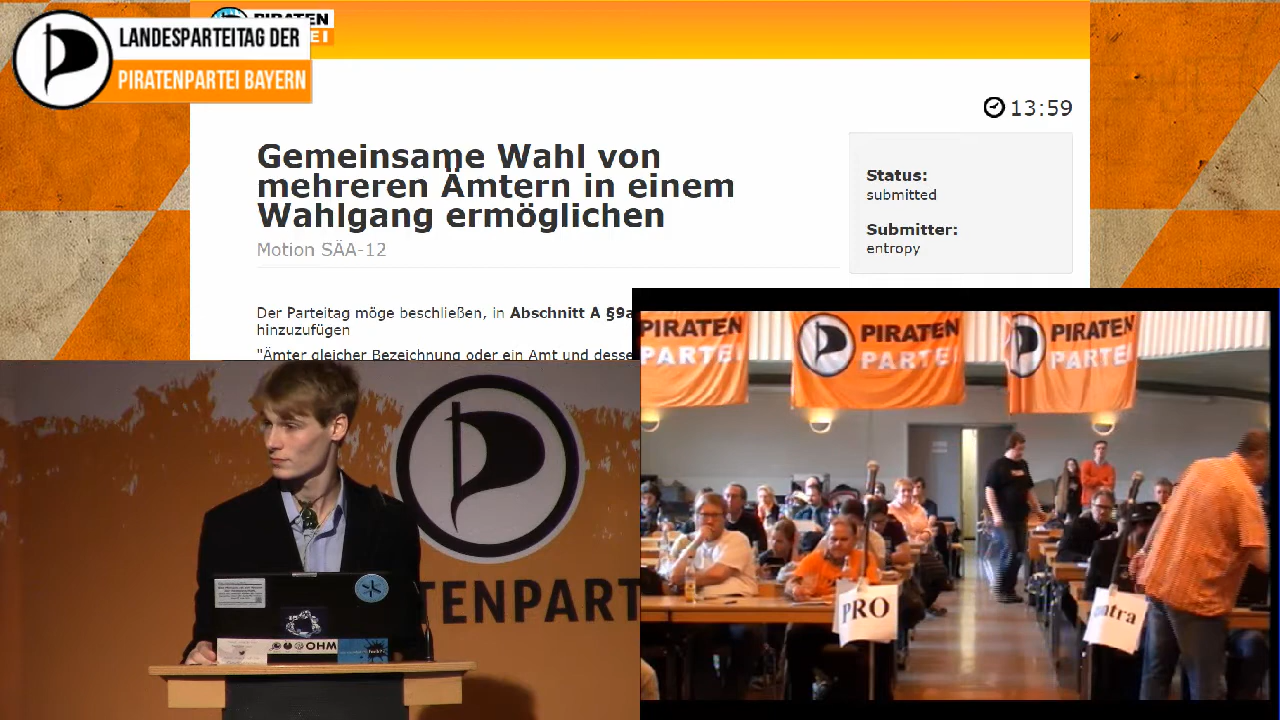 LANDESPARTEITAG DER
PIRATENPARTEI BAYERN
PIRATEN
13:59
Gemeinsame Wahl von
mehreren Ämtern in einem
Wahlgang ermöglichen
Motion SÄA-12
Status:
submitted
Submitter:
entropy
Der Parteitag möge beschließen, in Abschnitt A §9a
hinzuzufügen
"Ämter gleicher Bezeichnung oder ein Amt und desse
PIRATEN
PARTEI
PIRATEN
PARTEI
PIRATEN
PARTEI
TENPART
OHM
PRO
ntra